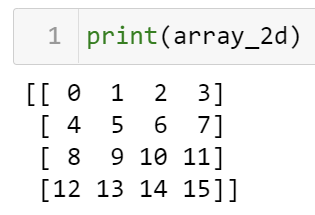 1 print(array_2d)
[[ 0  1  2  3]
 [ 4  5  6  7]
 [ 8  9 10 11]
 [12 13 14 15]]